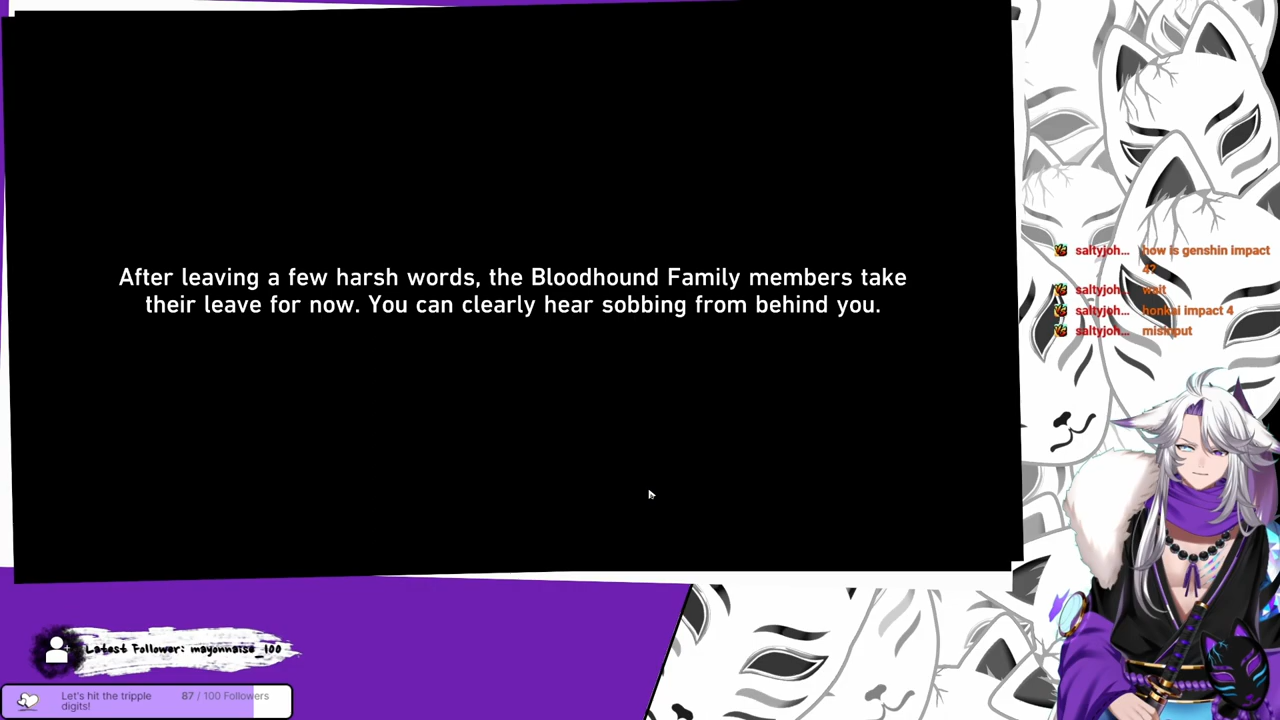 After leaving a few harsh words, the Bloodhound Family members take
their leave for now. You can clearly hear sobbing from behind you.
saltyjoh... how is genshin impact
4?
saltyjoh... wait
saltyjoh... honkai impact 4
saltyjoh... misinput
Latest Follower: mayonnaise_100
Let's hit the tripple
digits!
87 / 100 Followers